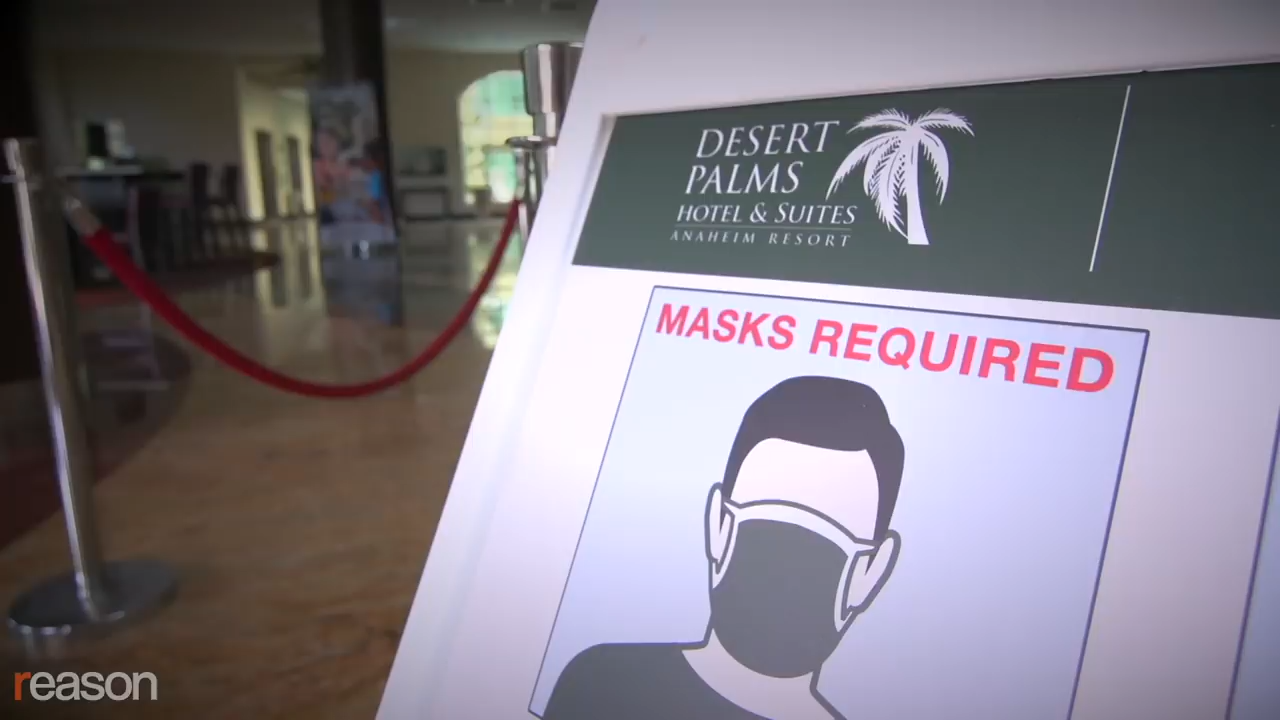 DESERT
PALMS
HOTEL & SUITES
ANAHEIM RESORT
MASKS REQUIRED
reason